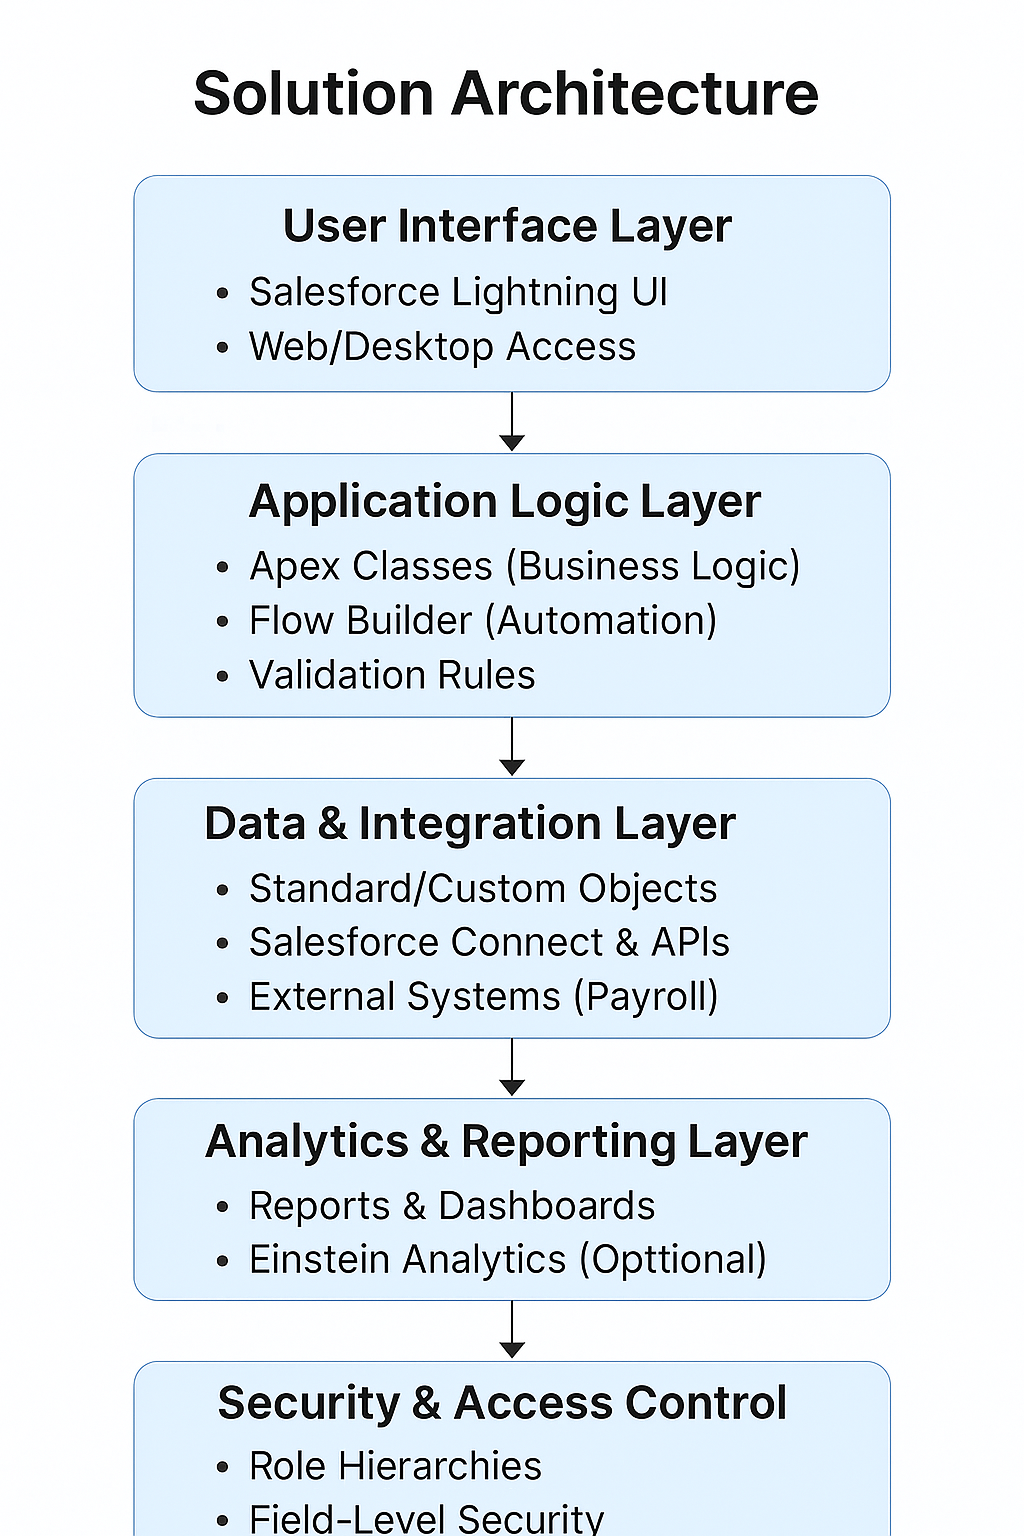 Solution Architecture
User Interface Layer
• Salesforce Lightning UI
• Web/Desktop Access
Application Logic Layer
• Apex Classes (Business Logic)
• Flow Builder (Automation)
• Validation Rules
Data & Integration Layer
• Standard/Custom Objects
• Salesforce Connect & APIs
• External Systems (Payroll)
Analytics & Reporting Layer
• Reports & Dashboards
• Einstein Analytics (Opttional)
Security & Access Control
• Role Hierarchies
• Field-Level Security